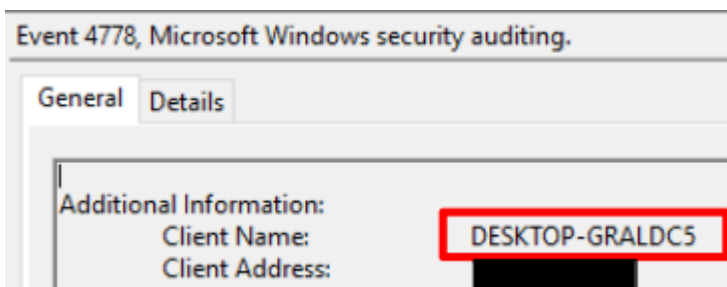 Event 4778, Microsoft Windows security auditing.
General Details
Additional Information:
Client Name: DESKTOP-GRALDC5
Client Address: